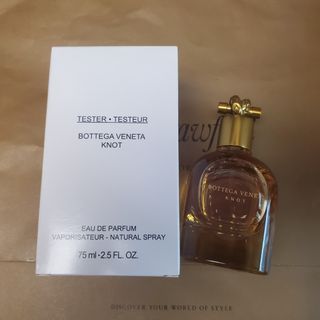 TESTER • TESTEUR
BOTTEGA VENETA
KNOT
EAU DE PARFUM
VAPORISATEUR - NATURAL SPRAY
75 ml • 2.5 FL. OZ.
BOTTEGA VENETA
KNOT
DISCOVER YOUR WORLD OF STYLE